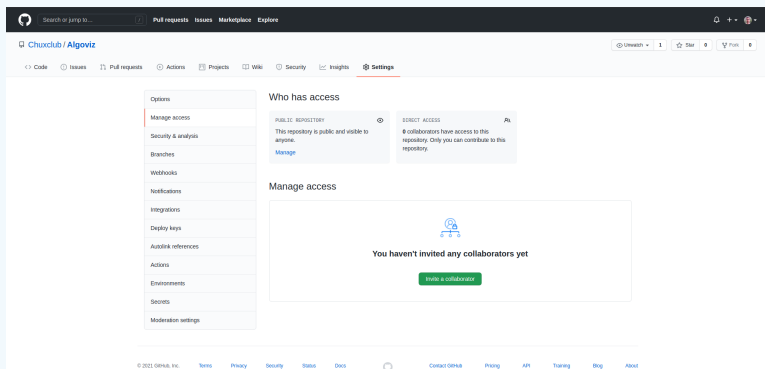 Search or jump to... /
Pull requests Issues Marketplace Explore
Chuxclub / Algoviz
Unwatch 1 Star 0 Fork 0
Code Issues Pull requests Actions Projects Wiki Security Insights Settings
Options
Manage access
Security & analysis
Branches
Webhooks
Notifications
Integrations
Deploy keys
Autolink references
Actions
Environments
Secrets
Moderation settings
Who has access
PUBLIC REPOSITORY
This repository is public and visible to
anyone.
Manage
DIRECT ACCESS
0 collaborators have access to this
repository. Only you can contribute to this
repository.
Manage access
You haven't invited any collaborators yet
Invite a collaborator
© 2021 GitHub, Inc. Terms Privacy Security Status Docs Contact GitHub Pricing API Training Blog About